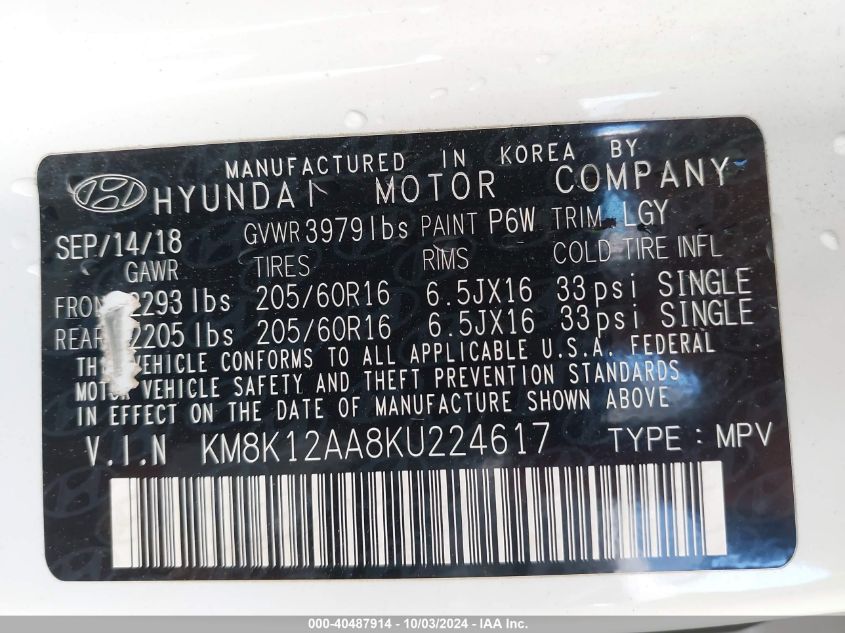 MANUFACTURED IN KOREA BY
HYUNDAI MOTOR COMPANY
SEP/14/18 GVWR 3979lbs PAINT P6W TRIM LGY
GAWR TIRES RIMS COLD TIRE INFL
2293 lbs 205/60R16 6.5JX16 33psi SINGLE
REAR 2205 lbs 205/60R16 6.5JX16 33psi SINGLE
VEHICLE CONFORMS TO ALL APPLICABLE U.S.A. FEDERAL
MOTOR VEHICLE SAFETY AND THEFT PREVENTION STANDARDS
IN EFFECT ON THE DATE OF MANUFACTURE SHOWN ABOVE.
V.I.N KM8K12AA8KU224617 TYPE : MPV
000-40487914 - 10/03/2024 - IAA Inc.